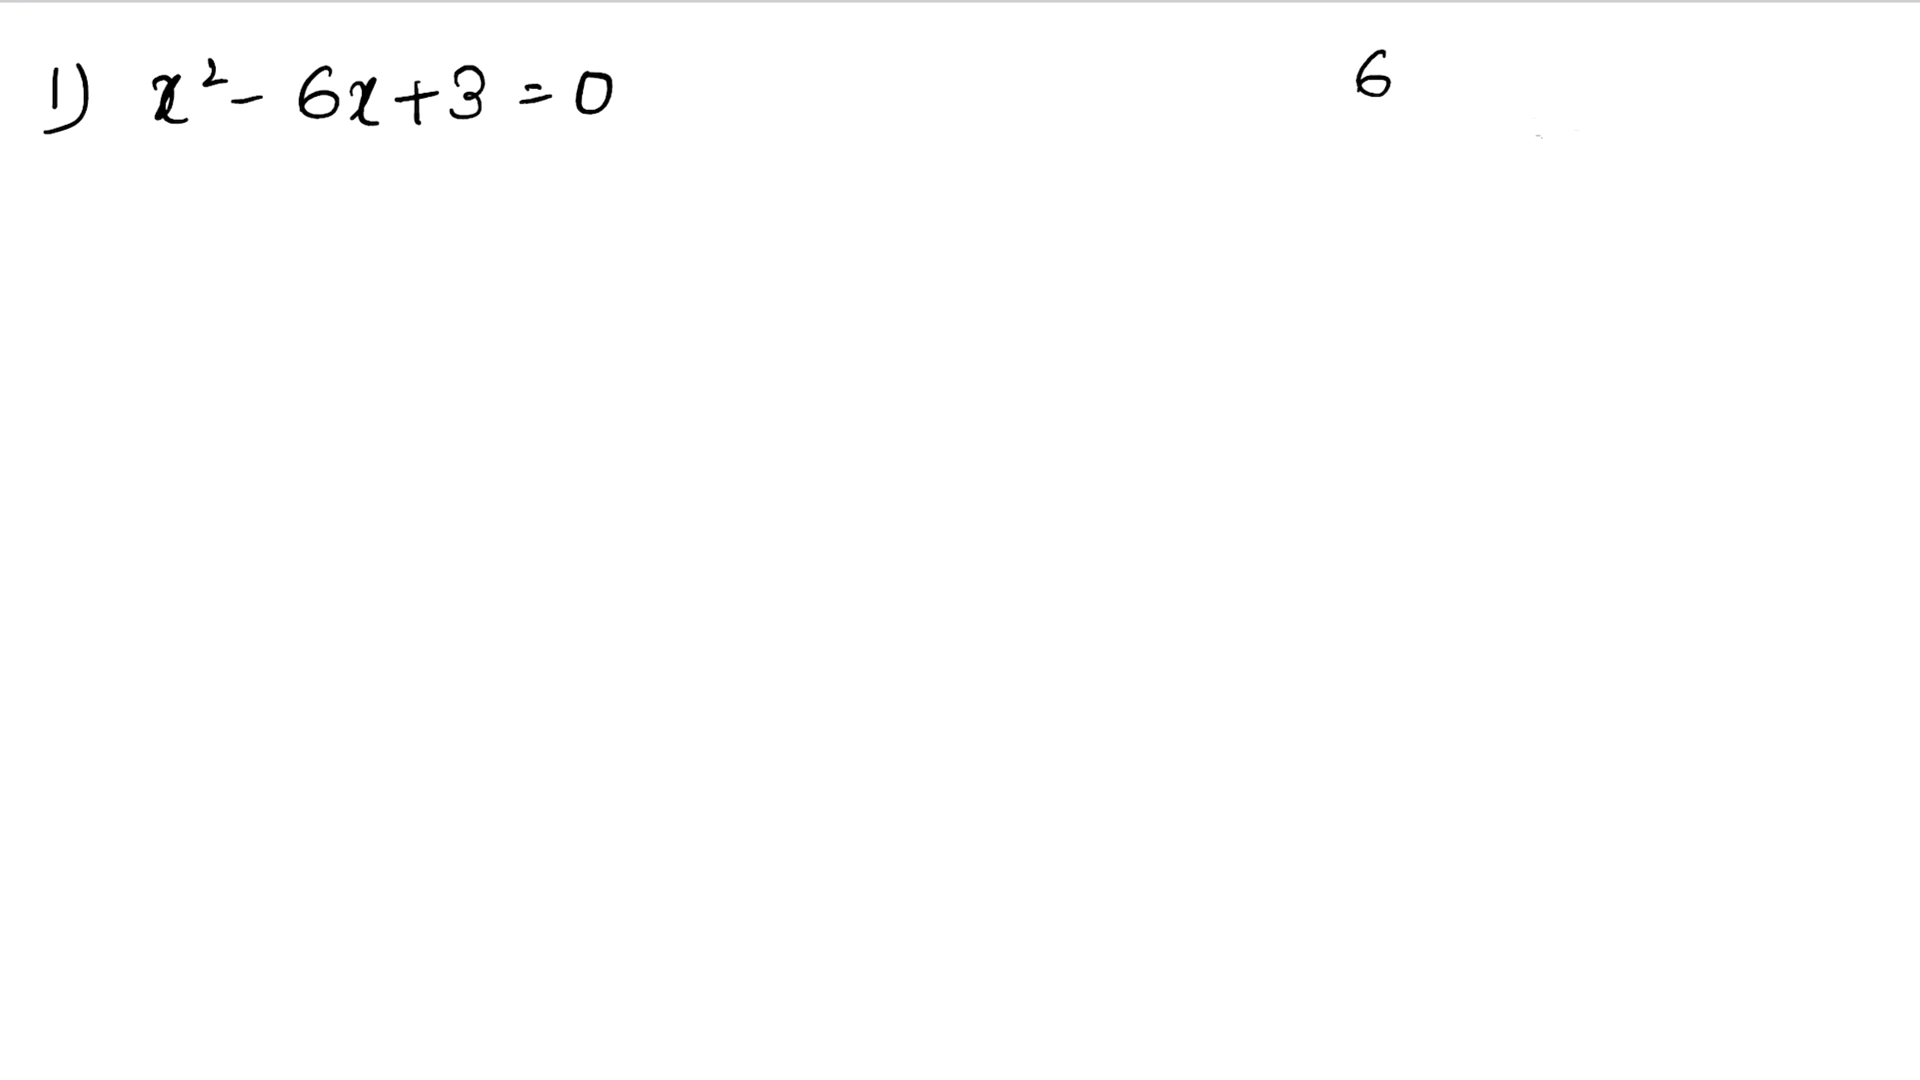 1) x² - 6x + 3 = 0
6